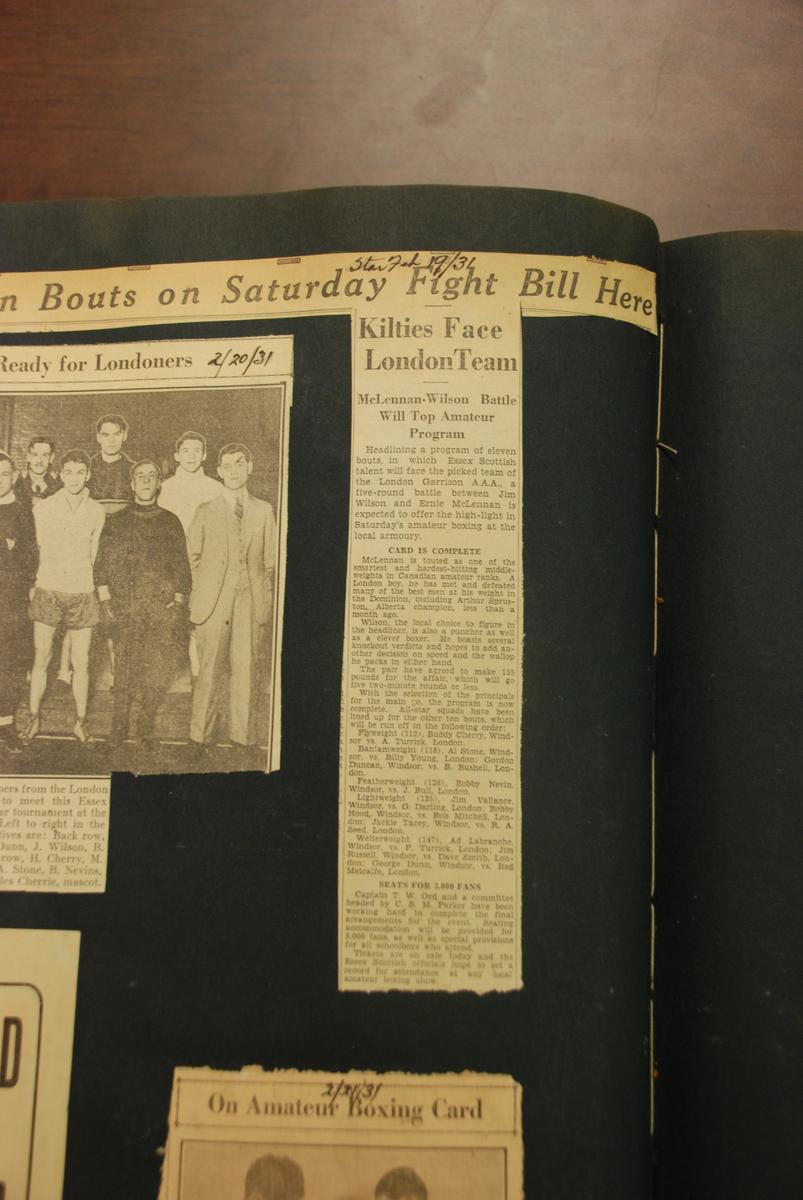 Star Feb 19/31
n Bouts on Saturday Fight Bill Here
Ready for Londoners 2/20/31
pers from the London
to meet this Essex
ar tournament at the
Left to right in the
tives are: Back row,
Dunn, J. Wilson, B.
row, H. Cherry, M.
A. Stone, B. Nevins,
les Cherrie, mascot.
D
Kilties Face
London Team
McLennan-Wilson Battle
Will Top Amateur
Program
Headlining a program of eleven
bouts, in which Essex Scottish
talent will face the picked team of
the London Garrison A.A.A., a
five-round battle between Jim
Wilson and Ernie McLennan is
expected to offer the high-light in
Saturday's amateur boxing at the
local armoury.
CARD IS COMPLETE
McLennan is touted as one of the
smartest and hardest-hitting middle-
weights in Canadian amateur ranks. A
London boy, he has met and defeated
many of the best men at his weight in
the Dominion, including Arthur Sprus-
ton, Alberta champion, less than a
month ago.
Wilson, the local choice to figure in
the headliner, is also a puncher as well
as a clever boxer. He boasts several
knockout verdicts and hopes to add an-
other decision on speed and the wallop
he packs in either hand.
The pair have agreed to make 155
pounds for the affair, which will go
five two-minute rounds or less.
With the selection of the principals
for the main go, the program is now
complete. All-star squads have been
lined up for the other ten bouts, which
will be run off in the following order:
Flyweight (112), Buddy Cherry, Wind-
sor vs. A. Turrick, London.
Bantamweight (118), Al Stone, Wind-
sor, vs. Billy Young, London; Gordon
Duncan, Windsor, vs. B. Bushell, Lon-
don.
Featherweight (126), Bobby Nevin,
Windsor, vs. J. Bull, London.
Lightweight (135), Jim Vallance,
Windsor, vs. G. Darling, London; Bobby
Hood, Windsor, vs. Bob Mitchell, Lon-
don; Jackie Tacey, Windsor, vs. R. A.
Seed, London.
Welterweight (147), Ad Labranche,
Windsor, vs. P. Turrick, London; Jim
Russell, Windsor, vs. Dave Smith, Lon-
don; George Dunn, Windsor, vs. Red
Metcalfe, London.
SEATS FOR 3,000 FANS
Captain T. W. Ord and a committee
headed by C. B. M. Parker have been
working hard to complete the final
arrangements for the event. Seating
accommodation will be provided for
3,000 fans, as well as special provisions
for all schoolboys who attend.
Tickets are on sale today and the
Essex Scottish officials hope to set a
record for attendance at any local
amateur boxing show.
2/21/31
On Amateur Boxing Card